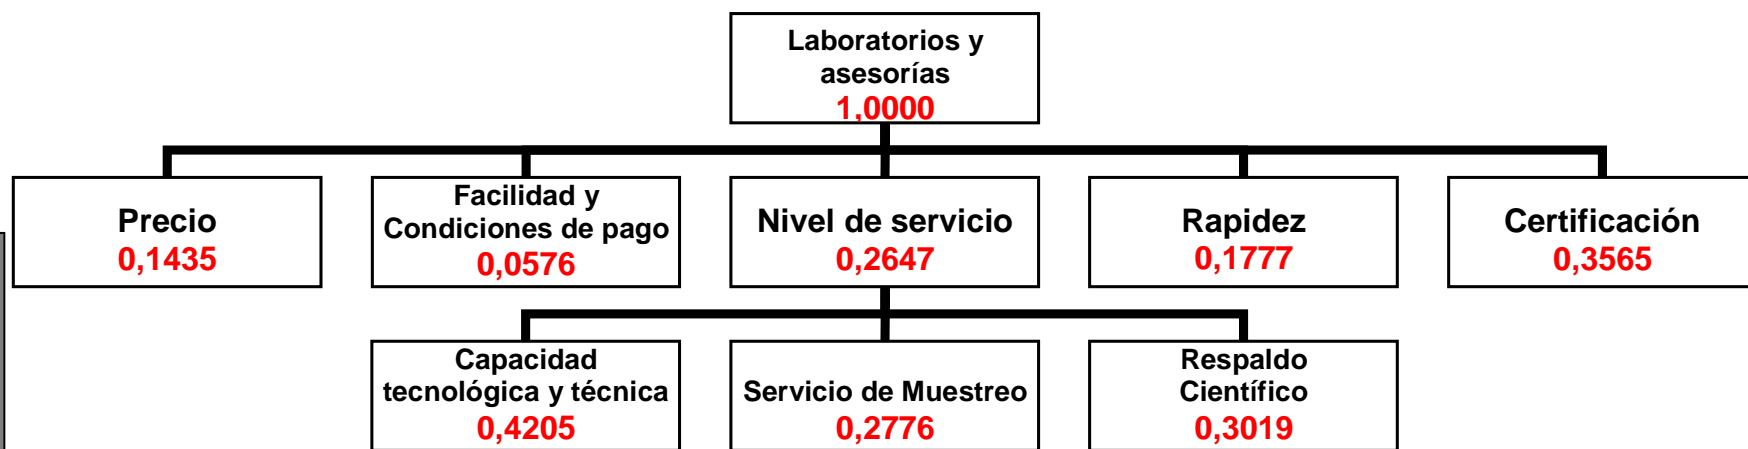 Laboratorios y
asesorías
1,0000
Precio
0,1435
Facilidad y
Condiciones de pago
0,0576
Nivel de servicio
0,2647
Rapidez
0,1777
Certificación
0,3565
Capacidad
tecnológica y técnica
0,4205
Servicio de Muestreo
0,2776
Respaldo
Científico
0,3019